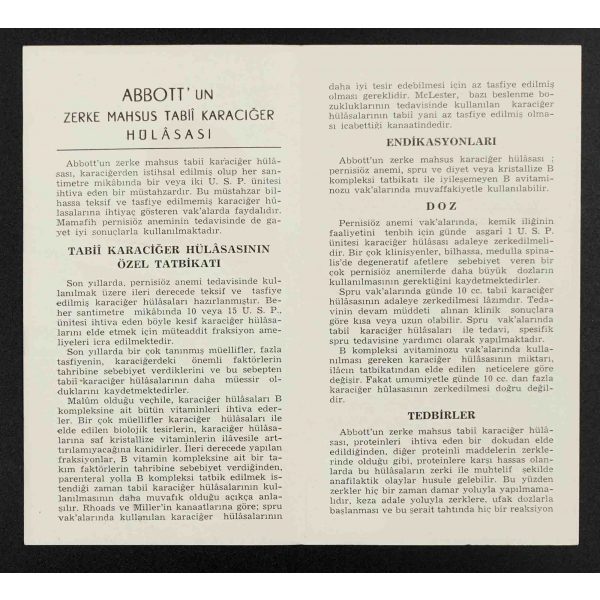 ABBOTT' UN
ZERKE MAHSUS TABİÎ KARACİĞER
HÜLÂSASI
Abbott'un zerke mahsus tabiî karaciğer hülâ-
sası, karaciğerden istihsal edilmiş olup her san-
timetre mikâbında bir veya iki U. S. P. ünitesi
ihtiva eden bir müstahzardır. Bu müstahzar bil-
hassa teksif ve tasfiye edilmemiş karaciğer hü-
lasalarına ihtiyaç gösteren vak'alarda faydalıdır.
Mamafih pernisiöz aneminin tedavisinde de ga-
yet iyi sonuçlarla kullanılmaktadır.
TABİÎ KARACİĞER HÜLÂSASININ
ÖZEL TATBİKATI
Son yıllarda, pernisiöz anemi tedavisinde kul-
lanılmak üzere ileri derecede teksif ve tasfiye
edilmiş karaciğer hülâsaları hazırlanmıştır. Be-
her santimetre mikâbında 10 veya 15 U. S. P.,
ünitesi ihtiva eden böyle kesif karaciğer hülâsa-
larını elde etmek için müteaddit fraksiyon ame-
liyeleri icra edilmektedir.
Son yıllarda bir çok tanınmış müellifler, fazla
tasfiyenin, karaciğerdeki önemli faktörlerin
tahribine sebebiyet verdiklerini ve bu sebepten
tabiî karaciğer hülâsalarının daha müessir ol-
duklarını kaydetmektedirler.
Malûm olduğu veçhile, karaciğer hülâsaları B
kompleksine ait bütün vitaminleri ihtiva eder-
ler. Bir çok müellifler karaciğer hülâsaları ile
elde edilen biolojik tesirlerin, karaciğer hülâsa-
larına saf kristallize vitaminlerin ilâvesile art-
tırılamıyacağına kanidirler. İleri derecede yapılan
fraksiyonlar, B vitamin kompleksine ait bir ta-
kım faktörlerin tahribine sebebiyet verdiğinden,
parenteral yolla B kompleksi tatbik edilmek is-
tendiği zaman tabiî karaciğer hülâsalarının kul-
lanılmasının daha muvafık olduğu açıkça anla-
şılır. Rhoads ve Miller'in kanaatlarına göre; spru
vak'alarında kullanılan karaciğer hülâsalarının
daha iyi tesir edebilmesi için az tasfiye edilmiş
olması gereklidir. McLester, bazı beslenme bo-
zukluklarının tedavisinde kullanılan karaciğer
hülâsalarının tabii yani az tasfiye edilmiş olma-
sı icabettiği kanaatindedir.
ENDİKASYONLARI
Abbott'un zerke mahsus karaciğer hülâsası ;
pernisiöz anemi, spru ve diyet veya kristallize B
kompleksi tatbikatı ile iyileşemeyen B avitami-
nozu vak'alarında muvaffakiyetle kullanılabilir.
DOZ
Pernisiöz anemi vak'alarında, kemik iliğinin
faaliyetini tenbih için günde asgarî 1 U. S. P.
ünitesi karaciğer hülâsası adaleye zerkedilmeli-
dir. Bir çok klinisyenler, bilhassa, medulla spina-
lis'de degeneratif afetlere sebebiyet veren bir
çok pernisiöz anemilerde daha büyük dozların
kullanılmasının gerektiğini kaydetmektedirler.
Spru vakalarında günde 10 cc. tabiî karaciğer
hülâsasının adaleye zerkedilmesi lâzımdır. Teda-
vinin devam müddeti alınan klinik sonuçlara
göre kısa veya uzun olabilir. Spru vak'alarında
tabiî karaciğer hülâsaları ile tedavi, spesifik
spru tedavisine yardımcı olarak yapılmaktadır.
B kompleksi avitaminozu vak'alarında kulla-
nılması gereken karaciğer hülâsasının miktarı,
ilâcın tatbikatından elde edilen neticelere göre
değişir. Fakat umumiyetle günde 10 cc. dan fazla
karaciğer hûlasasının zerkedilmesi doğru değil-
dir.
TEDBİRLER
Abbott'un zerke mahsus tabiî karaciğer hülâ-
sası, proteinleri ihtiva eden bir dokudan elde
edildiğinden, diğer proteinli maddelerin zerkle-
rinde olduğu gibi, proteinlere karşı hassas olan-
larda bu hülâsaların zerki ile muhtelif şekilde
anafilaktik olaylar husule gelebilir. Bu yüzden
zerkler hiç bir zaman damar yoluyla yapılmama-
lıdır, keza adale yoluyla zerklere, ufak dozlarla
başlanması ve bu şerait tahtında hiç bir reaksiyon